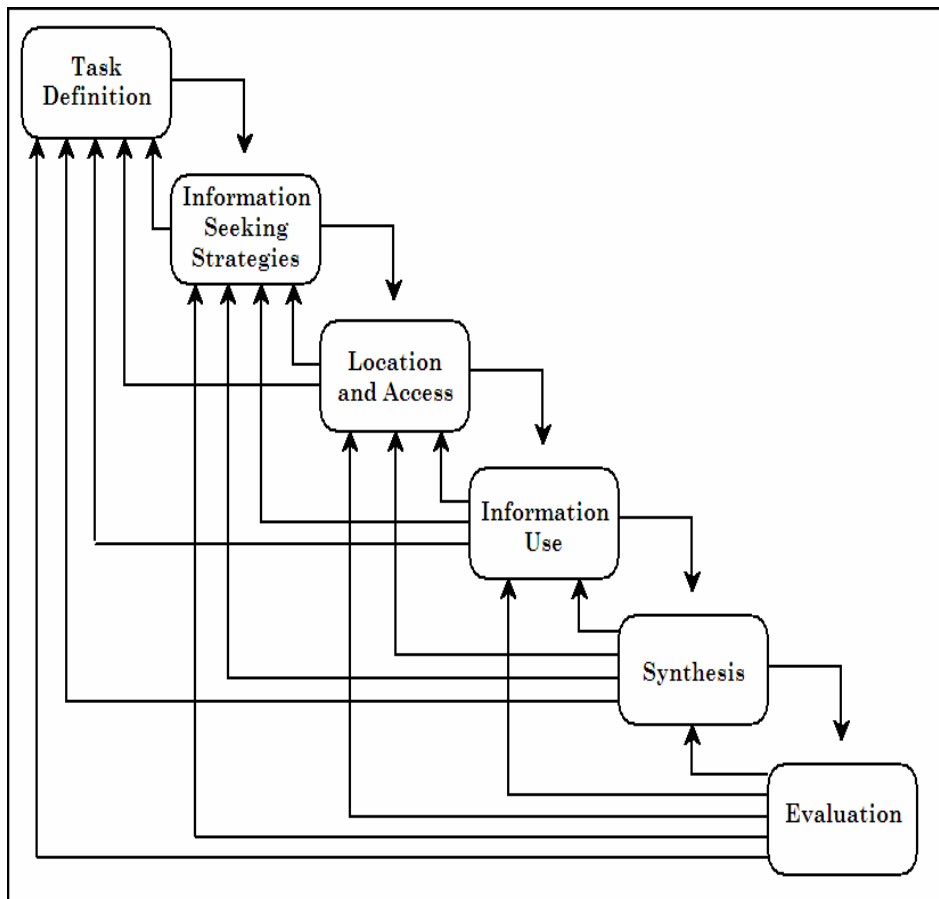 Task
Definition
Information
Seeking
Strategies
Location
and Access
Information
Use
Synthesis
Evaluation